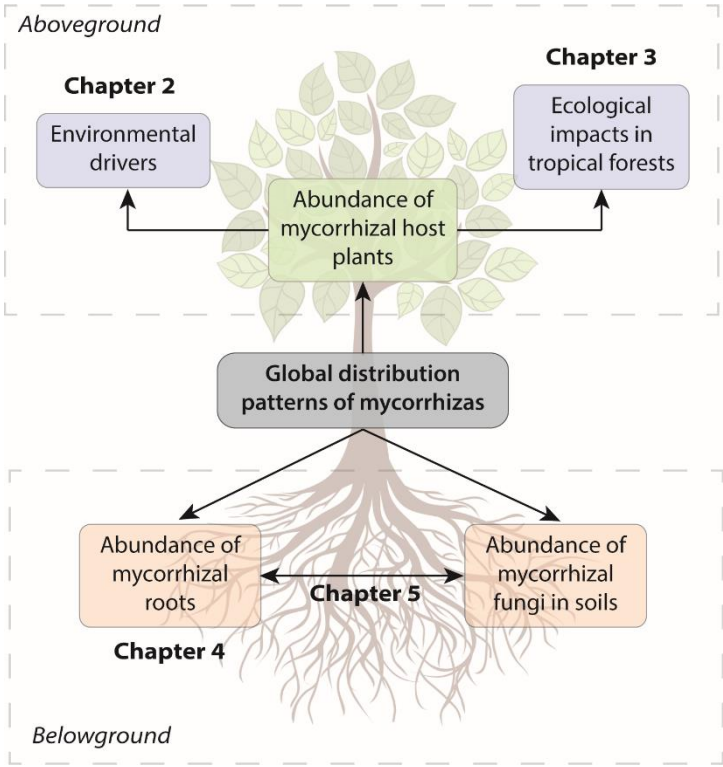 Aboveground
Chapter 2
Environmental
drivers
Chapter 3
Ecological
impacts in
tropical forests
Abundance of
mycorrhizal host
plants
Global distribution
patterns of mycorrhizas
Abundance of
mycorrhizal
roots
Chapter 4
Chapter 5
Abundance of
mycorrhizal
fungi in soils
Belowground